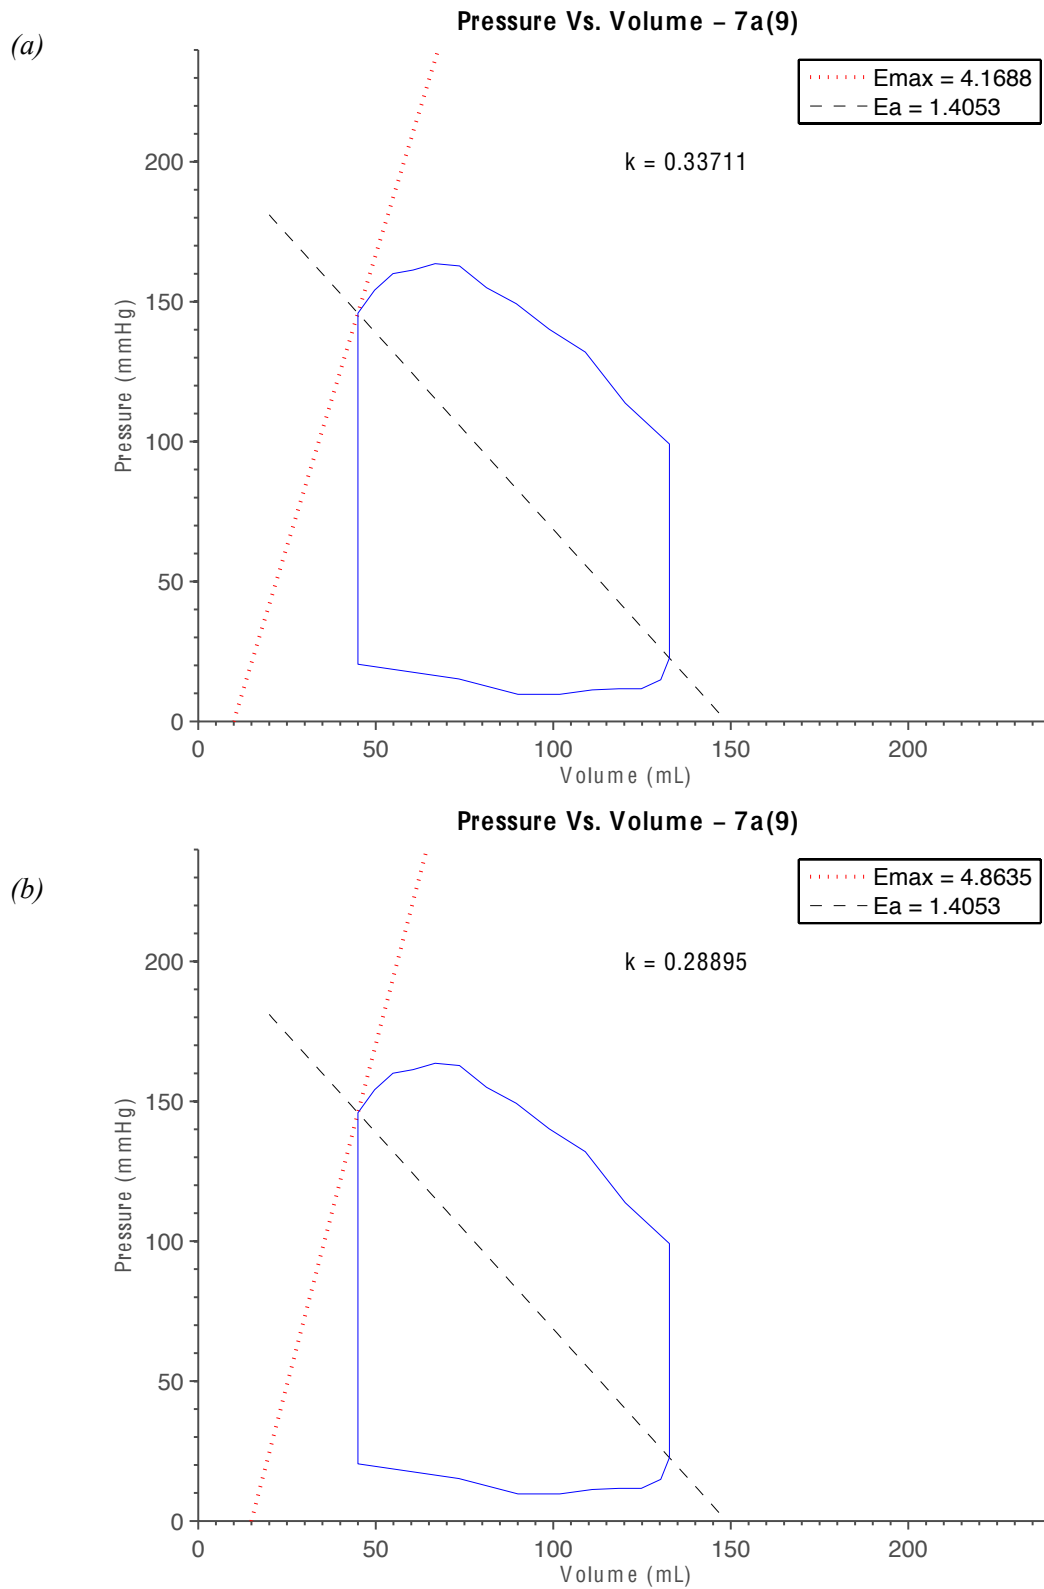 Pressure Vs. Volume – 7a(9)
(a)
Emax = 4.1688
Ea = 1.4053
k = 0.33711
200
150
100
50
0
Pressure (mmHg)
0 50 100 150 200
Volume (mL)
Pressure Vs. Volume – 7a(9)
(b)
Emax = 4.8635
Ea = 1.4053
k = 0.28895
200
150
100
50
0
Pressure (mmHg)
0 50 100 150 200
Volume (mL)